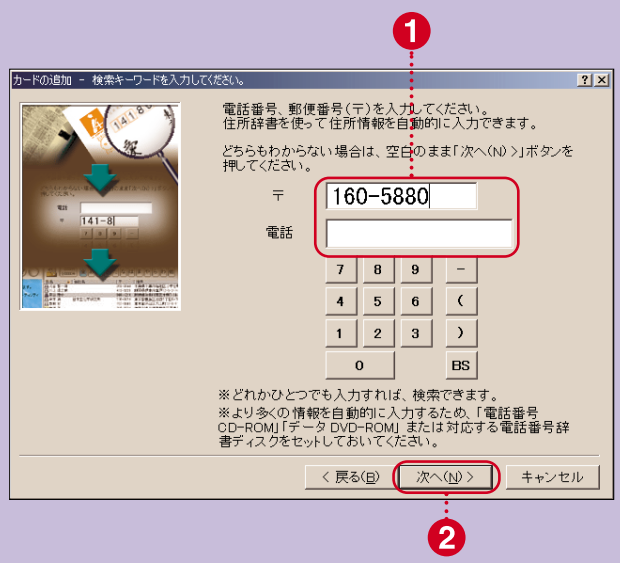 1
カードの追加 - 検索キーワードを入力してください。
電話番号、郵便番号(〒)を入力してください。
住所辞書を使って住所情報を自動的に入力できます。
どちらもわからない場合は、空白のまま「次へ(N) >」ボタンを
押してください。
〒 160-5880
電話
141-8
電話
〒 141-8
7 8 9 -
4 5 6 (
1 2 3 )
0 BS
※どれかひとつでも入力すれば、検索できます。
※より多くの情報を自動的に入力するため、「電話番号
CD-ROM」「データ DVD-ROM」または対応する電話番号辞
書ディスクをセットしておいてください。
< 戻る(B) 次へ(N) > キャンセル
2